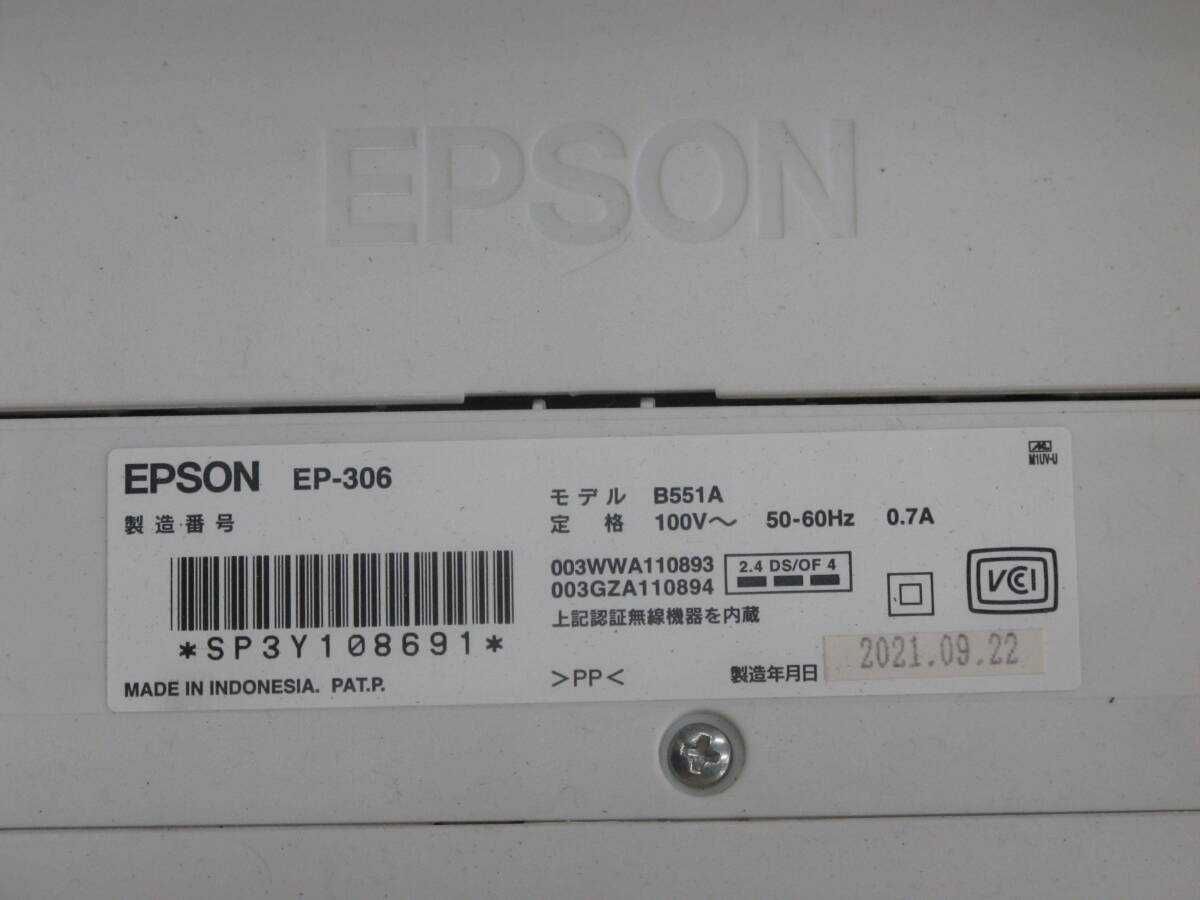 EPSON
EPSON EP-306
製造番号
*SP3Y108691*
MADE IN INDONESIA. PAT.P.
モデル B551A
定格 100V～ 50-60Hz 0.7A
003WWA110893
003GZA110894
2.4 DS/OF 4
上記認証無線機器を内蔵
>PP<
製造年月日 2021.09.22
VCCI
M1UV-U